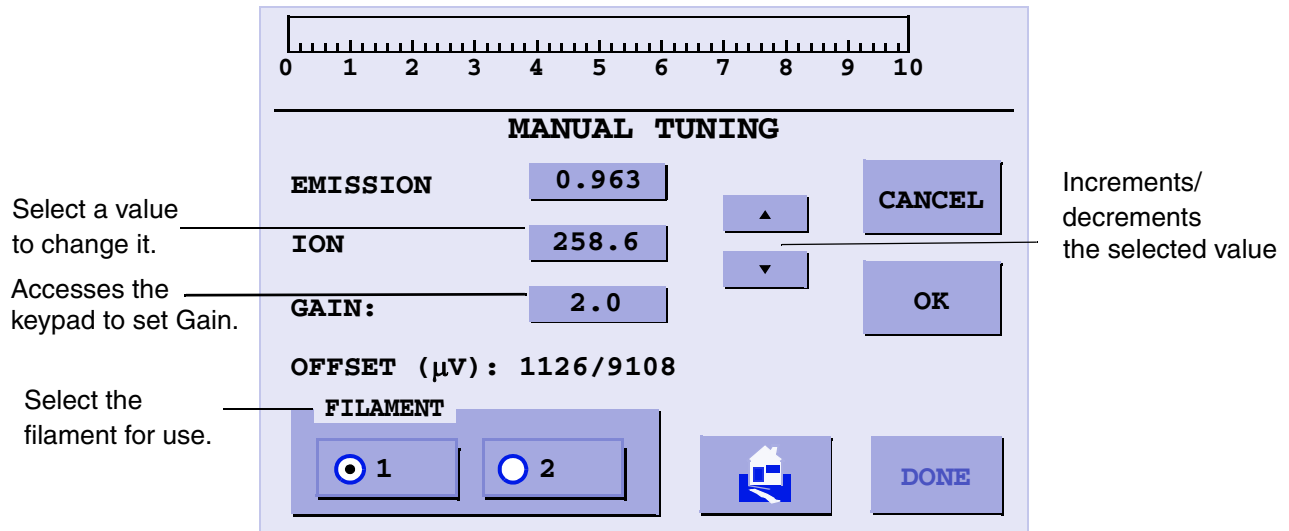 0 1 2 3 4 5 6 7 8 9 10
MANUAL TUNING
EMISSION 0.963
CANCEL
Select a value
to change it.
ION 258.6
Increments/
decrements
the selected value
Accesses the
keypad to set Gain.
GAIN: 2.0
OK
OFFSET (µV): 1126/9108
Select the
filament for use.
FILAMENT
1 2
DONE